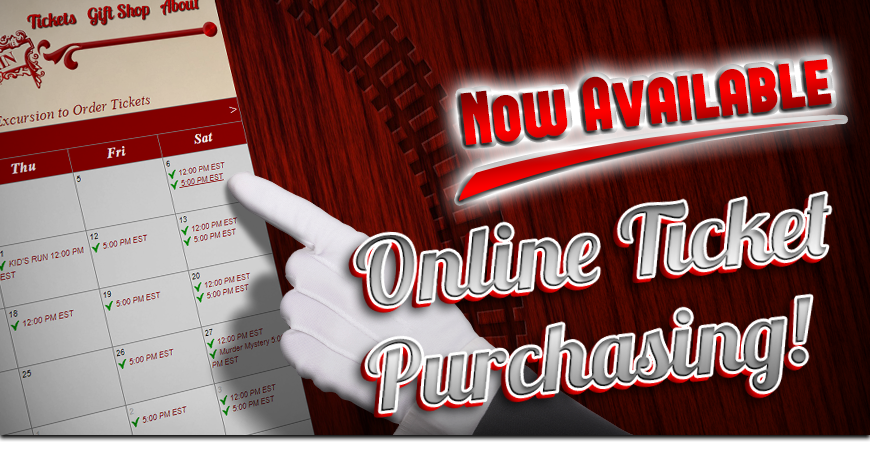 Tickets Gift Shop About
IN
Excursion to Order Tickets
>
Thu Fri Sat
5
6
12:00 PM EST
5:00 PM EST
KID'S RUN 12:00 PM
EST
12
5:00 PM EST
13
12:00 PM EST
5:00 PM EST
18
12:00 PM EST
19
5:00 PM EST
20
12:00 PM EST
5:00 PM EST
25
26
5:00 PM EST
27
12:00 PM EST
Murder Mystery 5:0
PM EST
2
5:00 PM EST
3
12:00 PM EST
5:00 PM EST
Now Available
Online Ticket
Purchasing!